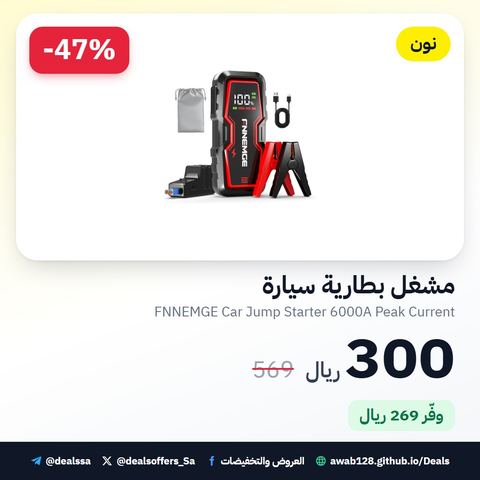 -47%
نون
100%
FNNEMGE
مشغل بطارية سيارة
FNNEMGE Car Jump Starter 6000A Peak Current
300 ريال 569
وفّر 269 ريال
@dealssa @dealsoffers_Sa العروض والتخفيضات awab128.github.io/Deals